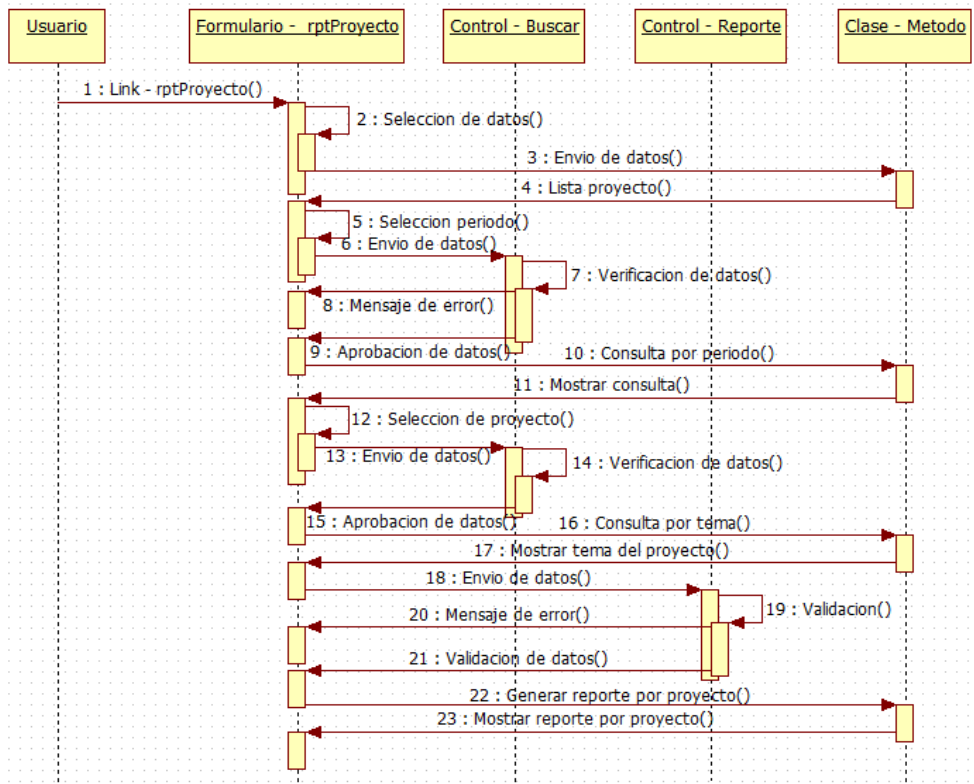 Usuario
Formulario - rptProyecto
Control - Buscar
Control - Reporte
Clase - Metodo
1 : Link - rptProyecto()
2 : Seleccion de datos()
3 : Envio de datos()
4 : Lista proyecto()
5 : Seleccion periodo()
6 : Envio de datos()
7 : Verificacion de datos()
8 : Mensaje de error()
9 : Aprobacion de datos()
10 : Consulta por periodo()
11 : Mostrar consulta()
12 : Seleccion de proyecto()
13 : Envio de datos()
14 : Verificacion de datos()
15 : Aprobacion de datos()
16 : Consulta por tema()
17 : Mostrar tema del proyecto()
18 : Envio de datos()
19 : Validacion()
20 : Mensaje de error()
21 : Validacion de datos()
22 : Generar reporte por proyecto()
23 : Mostrar reporte por proyecto()